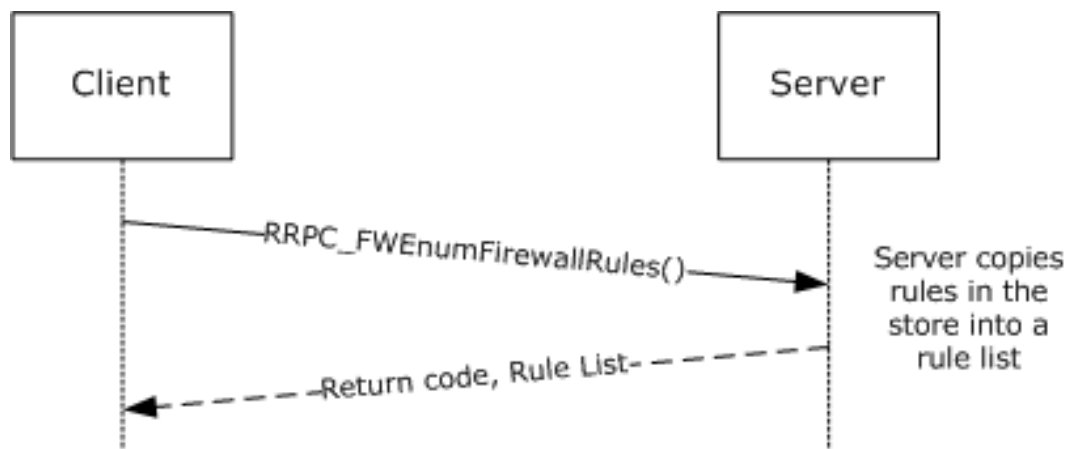 Client
Server
RRPC_FWEnumFirewallRules()
Server copies
rules in the
store into a
rule list
Return code, Rule List